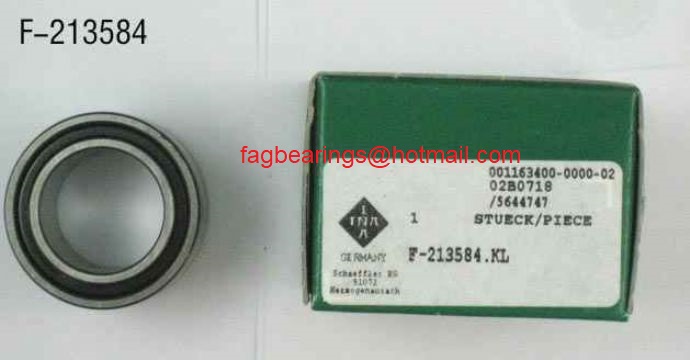 F-213584
fagbearings@hotmail.com
001163400-0000-02
02B0718
/5644747
1 STUECK/PIECE
I
INA
A
GERMANY
F-213584.KL
Schaeffler KG
91072
Herzogenaurach